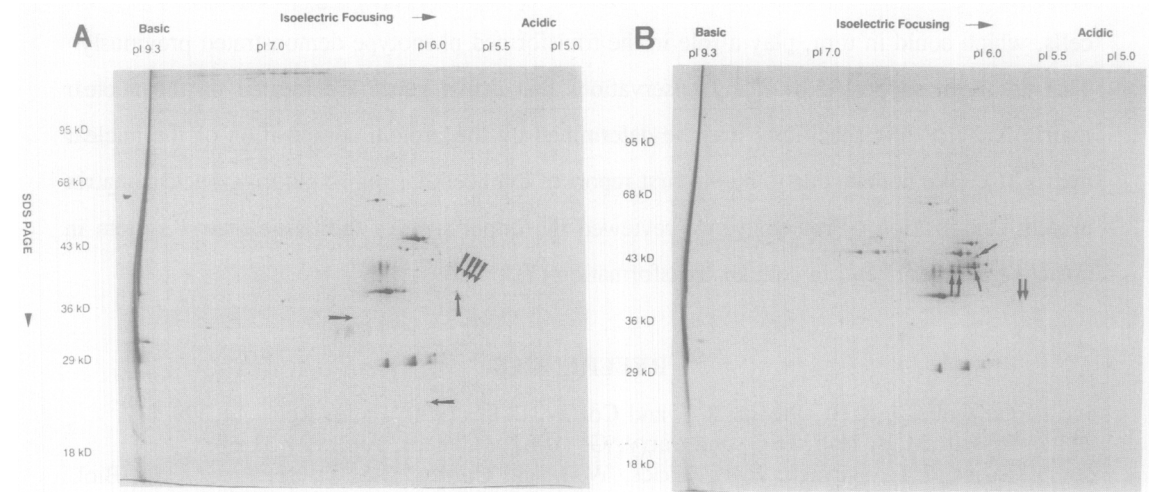 A
Basic
Isoelectric Focusing
Acidic
pI 9.3
pI 7.0
pI 6.0
pI 5.5
pI 5.0
95 kD
68 kD
43 kD
36 kD
29 kD
18 kD
SDS PAGE
B
Basic
Isoelectric Focusing
Acidic
pI 9.3
pI 7.0
pI 6.0
pI 5.5
pI 5.0
95 kD
68 kD
43 kD
36 kD
29 kD
18 kD